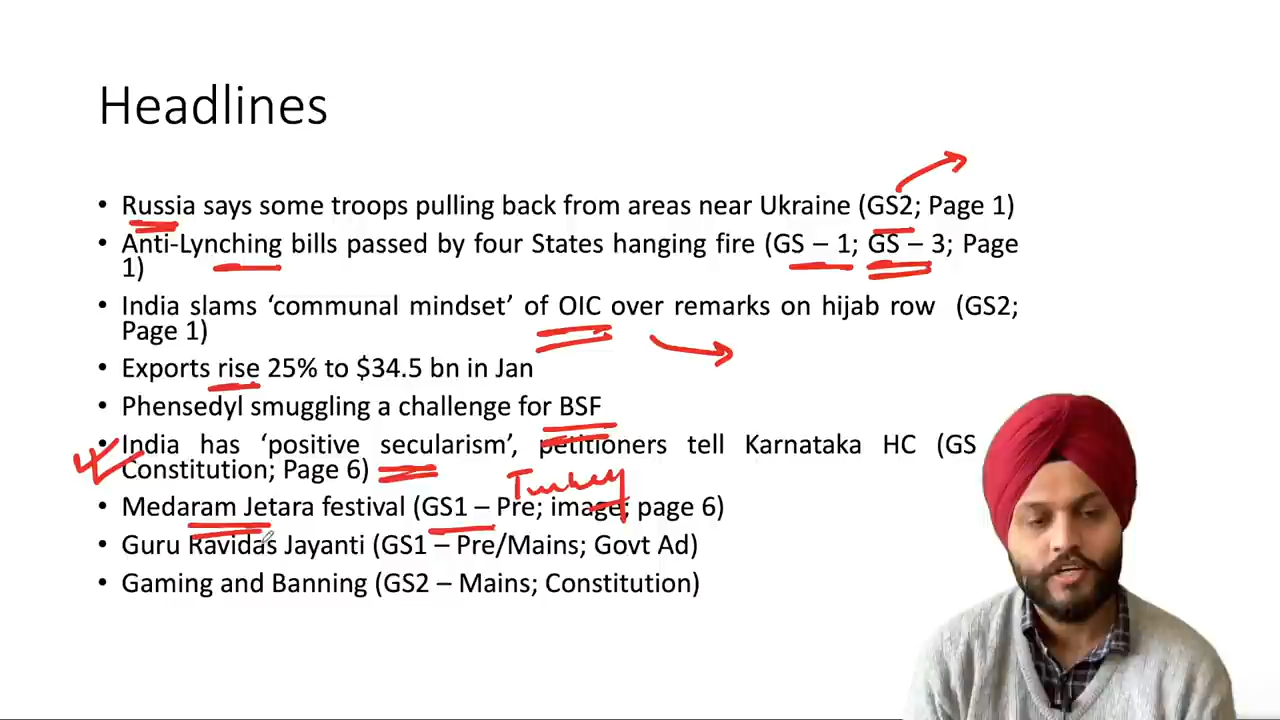 Headlines
• Russia says some troops pulling back from areas near Ukraine (GS2; Page 1)
• Anti-Lynching bills passed by four States hanging fire (GS – 1; GS – 3; Page
1)
• India slams ‘communal mindset’ of OIC over remarks on hijab row (GS2;
Page 1)
• Exports rise 25% to $34.5 bn in Jan
• Phensedyl smuggling a challenge for BSF
• India has ‘positive secularism’, petitioners tell Karnataka HC (GS
Constitution; Page 6)
Turkey
• Medaram Jetara festival (GS1 – Pre; image; page 6)
• Guru Ravidas Jayanti (GS1 – Pre/Mains; Govt Ad)
• Gaming and Banning (GS2 – Mains; Constitution)